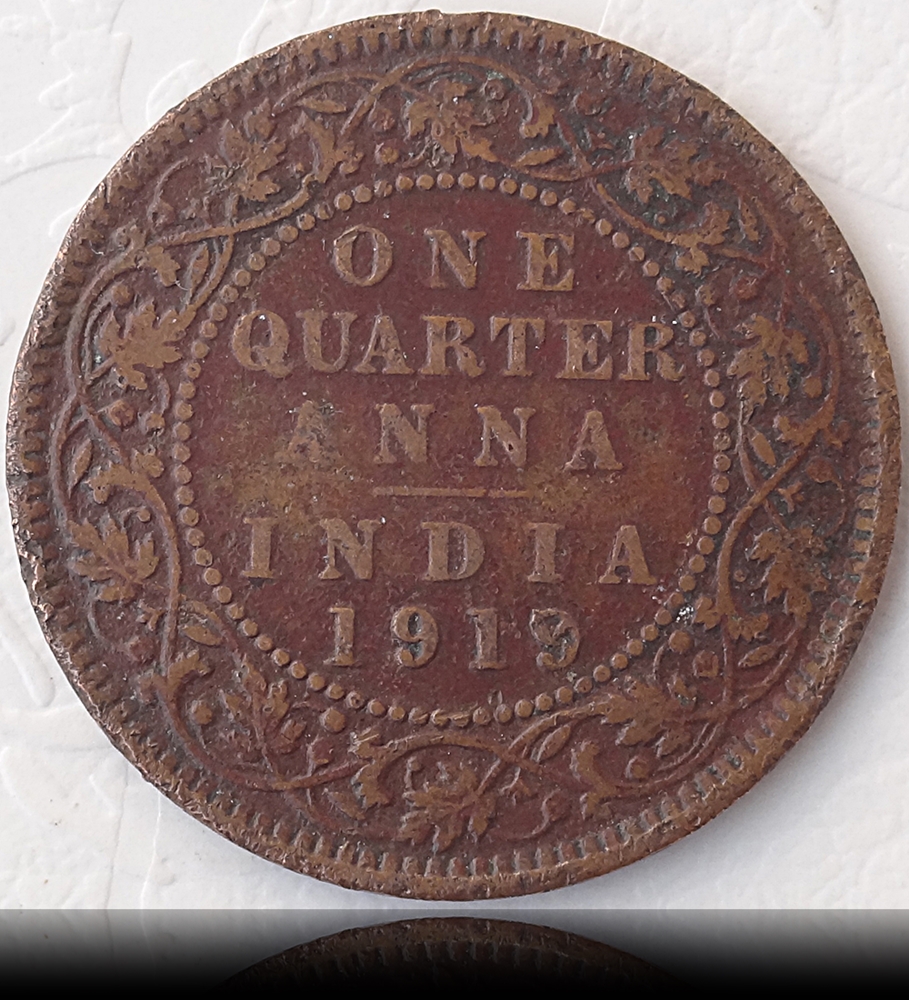 ONE
QUARTER
ANNA
INDIA
1919